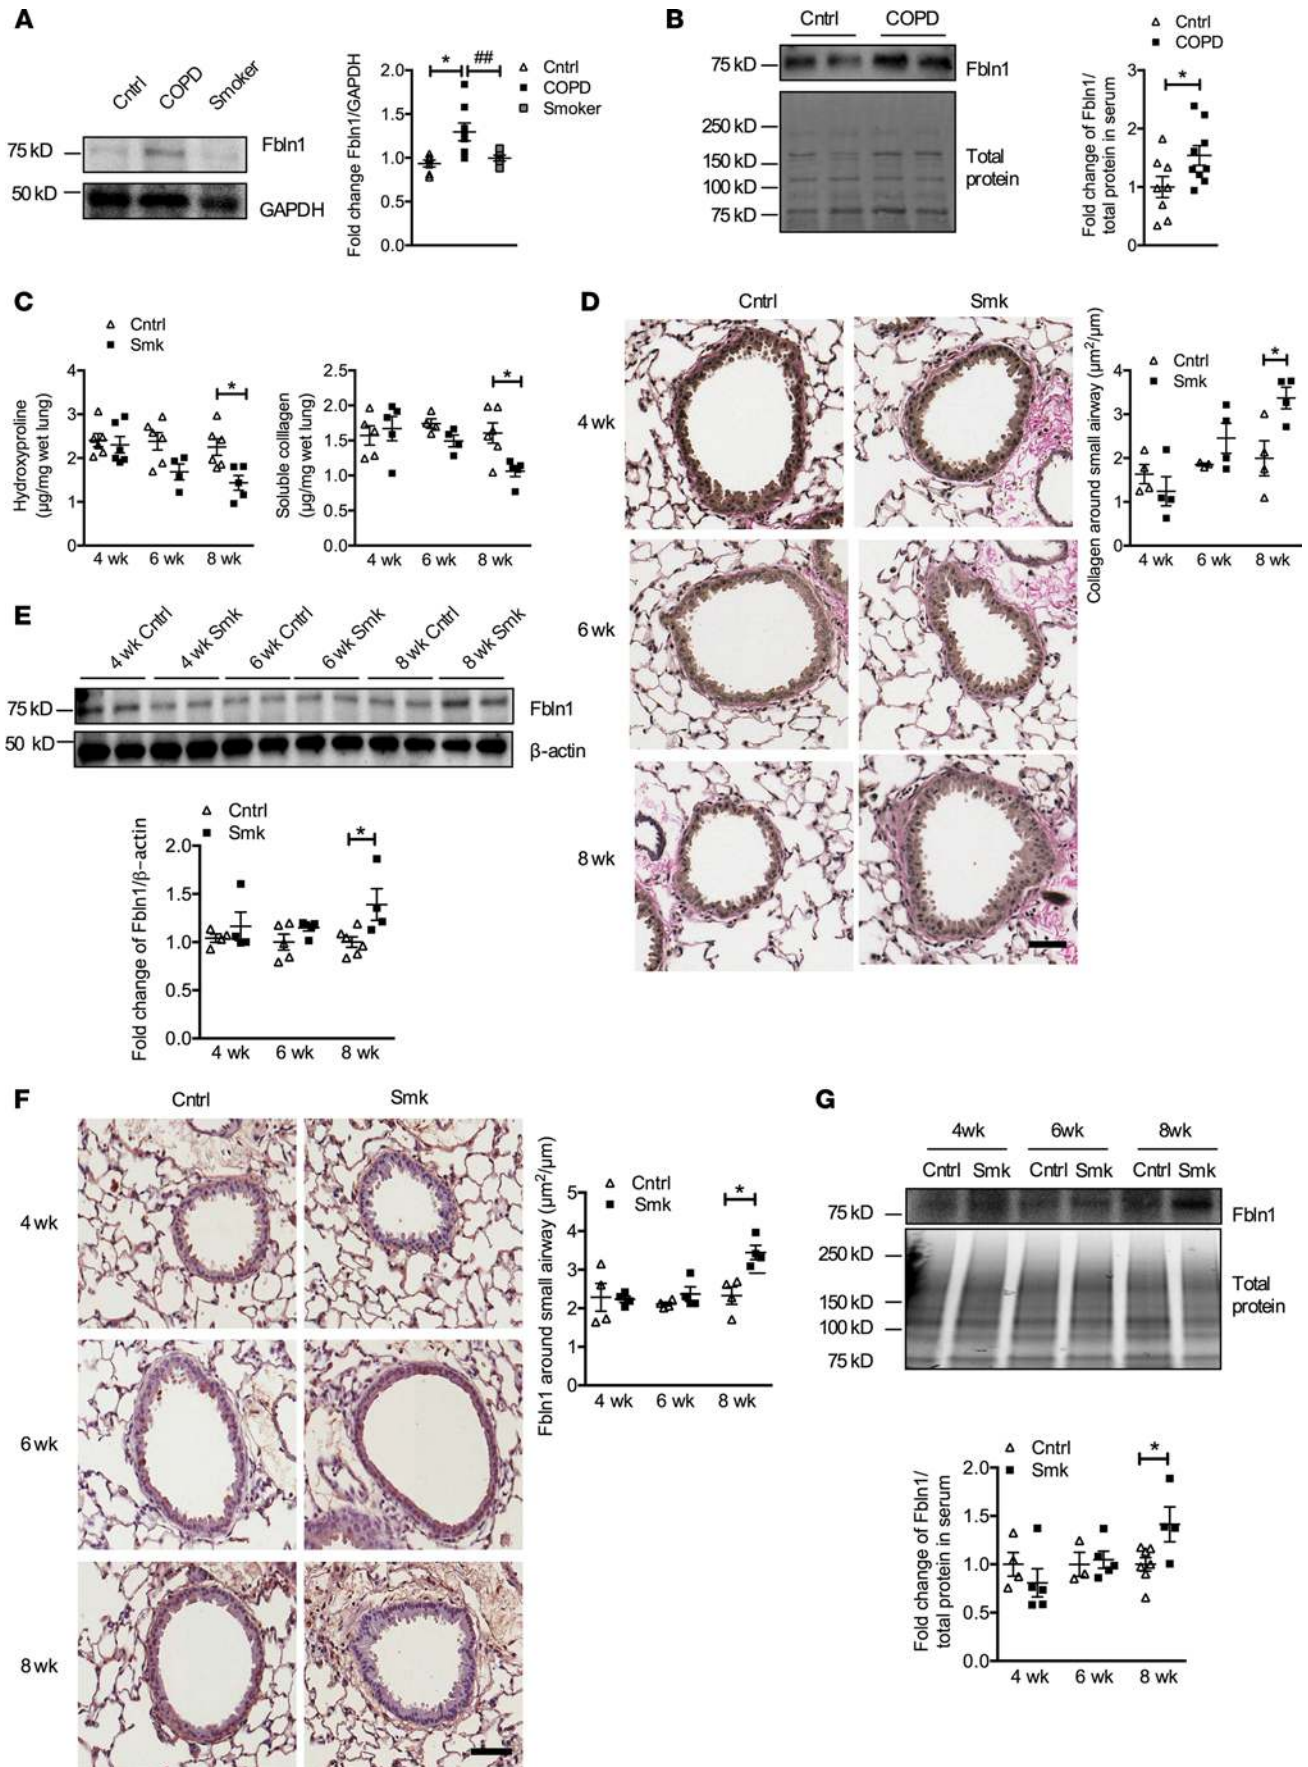 A
Cntrl
COPD
Smoker
75 kD
Fbln1
50 kD
GAPDH
Fold change Fbln1/GAPDH
2.0
1.5
1.0
0.5
0.0
*
##
Cntrl
COPD
Smoker
B
Cntrl
COPD
75 kD
Fbln1
250 kD
150 kD
100 kD
75 kD
Total
protein
Cntrl
COPD
Fold change of Fbln1/
total protein in serum
3
2
1
0
*
C
Cntrl
Smk
Hydroxyproline
(µg/mg wet lung)
4
3
2
1
0
*
4 wk
6 wk
8 wk
Soluble collagen
(µg/mg wet lung)
2.5
2.0
1.5
1.0
0.5
0.0
*
4 wk
6 wk
8 wk
D
Cntrl
Smk
4 wk
6 wk
8 wk
Collagen around small airway (µm²/µm)
Cntrl
Smk
4
3
2
1
0
*
4 wk
6 wk
8 wk
E
4 wk Cntrl
4 wk Smk
6 wk Cntrl
6 wk Smk
8 wk Cntrl
8 wk Smk
75 kD
Fbln1
50 kD
β-actin
Cntrl
Smk
Fold change of Fbln1/β-actin
2.0
1.5
1.0
0.5
0.0
*
4 wk
6 wk
8 wk
F
Cntrl
Smk
4 wk
6 wk
8 wk
Fbln1 around small airway (µm²/µm)
Cntrl
Smk
5
4
3
2
1
0
*
4 wk
6 wk
8 wk
G
4wk
6wk
8wk
Cntrl Smk
Cntrl Smk
Cntrl Smk
75 kD
Fbln1
250 kD
150 kD
100 kD
75 kD
Total
protein
Cntrl
Smk
Fold change of Fbln1/
total protein in serum
2.0
1.5
1.0
0.5
0.0
*
4 wk
6 wk
8 wk